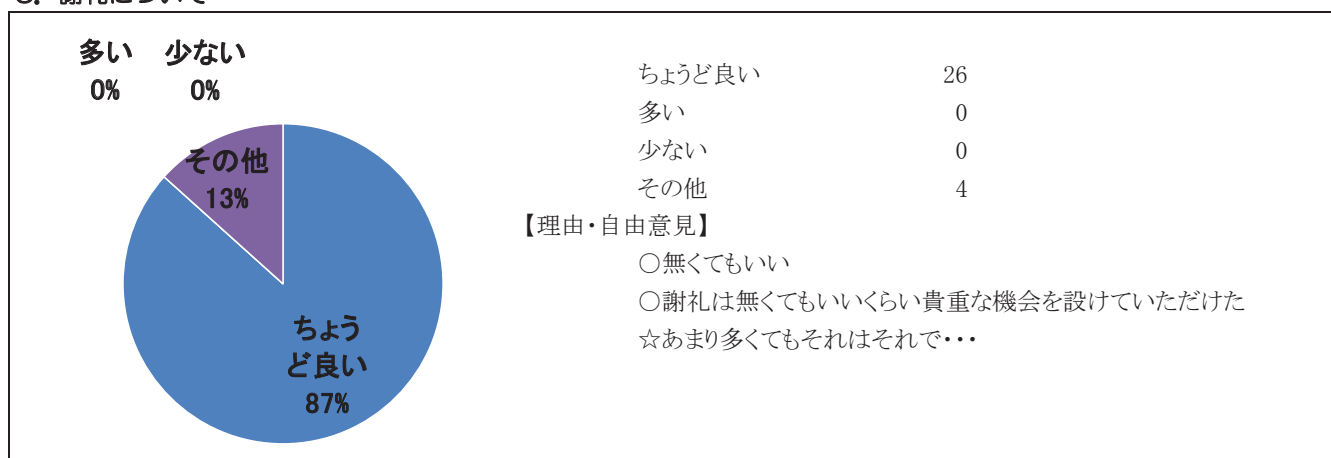 多い 少ない
0% 0%
その他
13%
ちょう
ど良い
87%
ちょうど良い 26
多い 0
少ない 0
その他 4
【理由・自由意見】
○無くてもいい
○謝礼は無くてもいいくらい貴重な機会を設けていただけた
☆あまり多くてもそれはそれで・・・